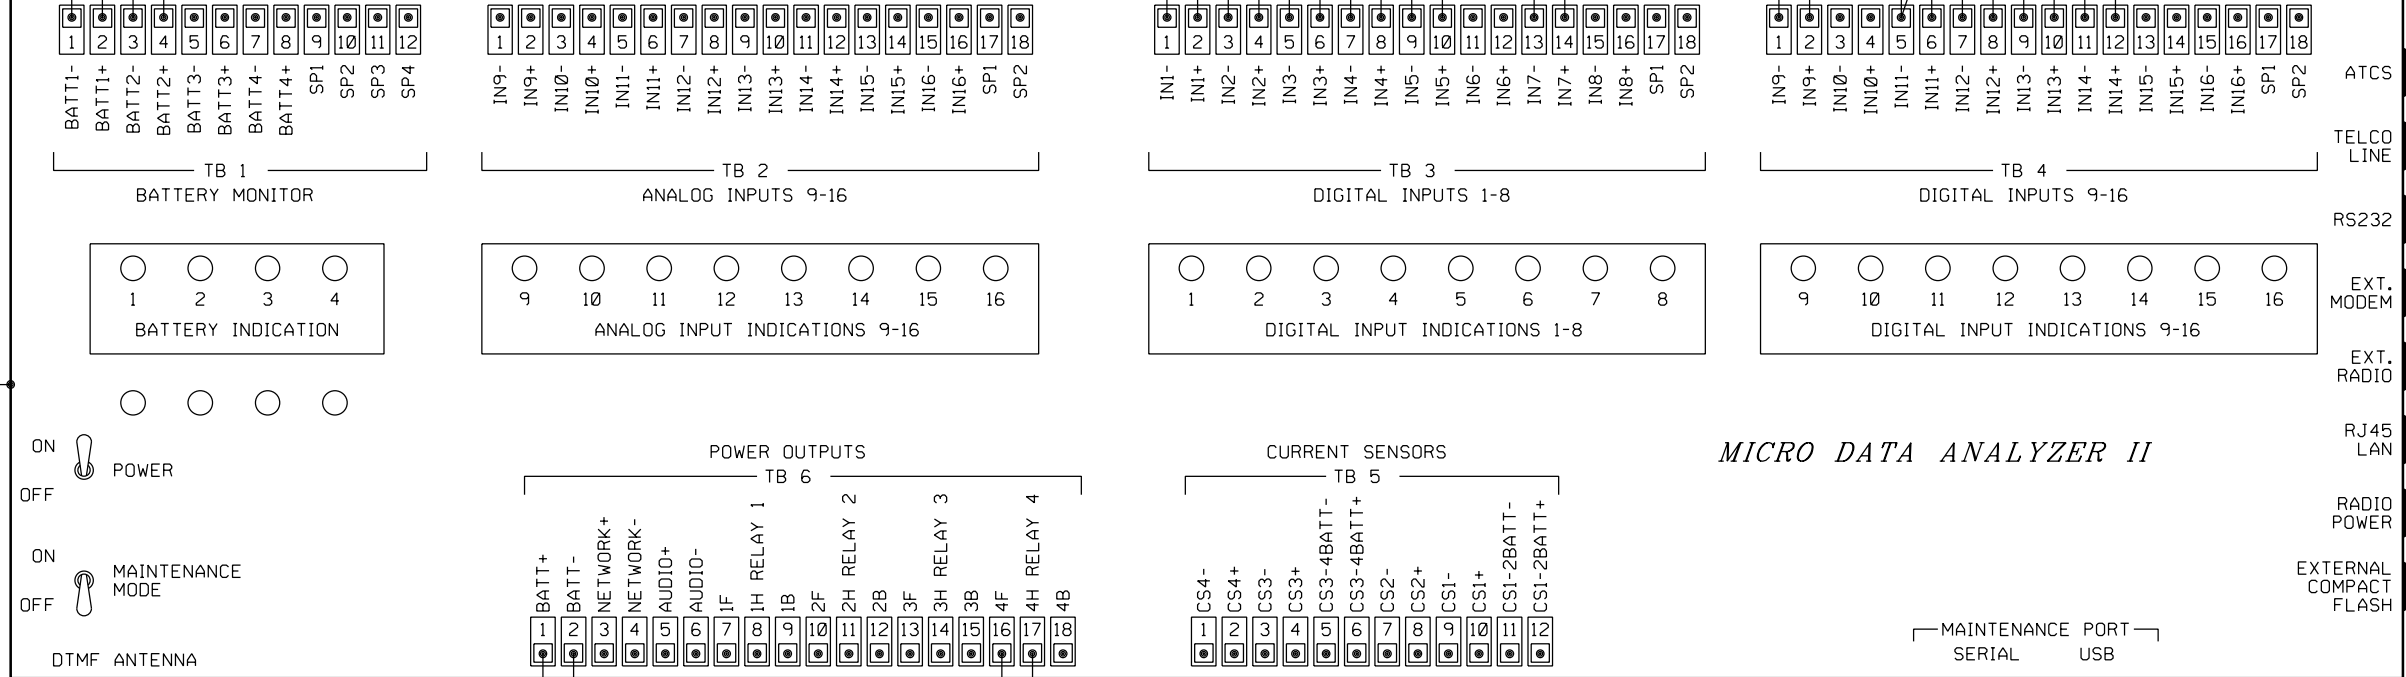 1 2 3 4 5 6 7 8 9 10 11 12
BATT1- BATT1+ BATT2- BATT2+ BATT3- BATT3+ BATT4- BATT4+ SP1 SP2 SP3 SP4
TB 1
BATTERY MONITOR
1 2 3 4 5 6 7 8 9 10 11 12 13 14 15 16 17 18
IN9- IN9+ IN10- IN10+ IN11- IN11+ IN12- IN12+ IN13- IN13+ IN14- IN14+ IN15- IN15+ IN16- IN16+ SP1 SP2
TB 2
ANALOG INPUTS 9-16
1 2 3 4 5 6 7 8 9 10 11 12 13 14 15 16 17 18
IN1- IN1+ IN2- IN2+ IN3- IN3+ IN4- IN4+ IN5- IN5+ IN6- IN6+ IN7- IN7+ IN8- IN8+ SP1 SP2
TB 3
DIGITAL INPUTS 1-8
1 2 3 4 5 6 7 8 9 10 11 12 13 14 15 16 17 18
IN9- IN9+ IN10- IN10+ IN11- IN11+ IN12- IN12+ IN13- IN13+ IN14- IN14+ IN15- IN15+ IN16- IN16+ SP1 SP2
TB 4
DIGITAL INPUTS 9-16
1 2 3 4
BATTERY INDICATION
9 10 11 12 13 14 15 16
ANALOG INPUT INDICATIONS 9-16
1 2 3 4 5 6 7 8
DIGITAL INPUT INDICATIONS 1-8
9 10 11 12 13 14 15 16
DIGITAL INPUT INDICATIONS 9-16
ATCS
TELCO
LINE
RS232
EXT.
MODEM
EXT.
RADIO
RJ45
LAN
RADIO
POWER
EXTERNAL
COMPACT
FLASH
ON
POWER
OFF
ON
MAINTENANCE
MODE
OFF
DTMF ANTENNA
POWER OUTPUTS
TB 6
BATT+ BATT- NETWORK+ NETWORK- AUDIO+ AUDIO- 1F 1H RELAY 1 1B 2F 2H RELAY 2 2B 3F 3H RELAY 3 3B 4F 4H RELAY 4 4B
1 2 3 4 5 6 7 8 9 10 11 12 13 14 15 16 17 18
CURRENT SENSORS
TB 5
CS4- CS4+ CS3- CS3+ CS3-4BATT- CS3-4BATT+ CS2- CS2+ CS1- CS1+ CS1-2BATT- CS1-2BATT+
1 2 3 4 5 6 7 8 9 10 11 12
MICRO DATA ANALYZER II
MAINTENANCE PORT
SERIAL USB